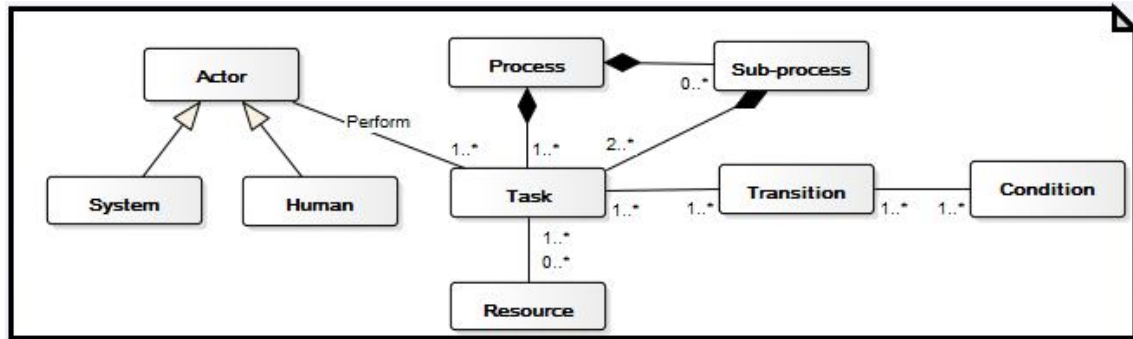 Actor
Process
Sub-process
0..*
Perform
1..*
1..*
2..*
System
Human
Task
Transition
Condition
1..*
1..*
1..*
1..*
1..*
0..*
Resource